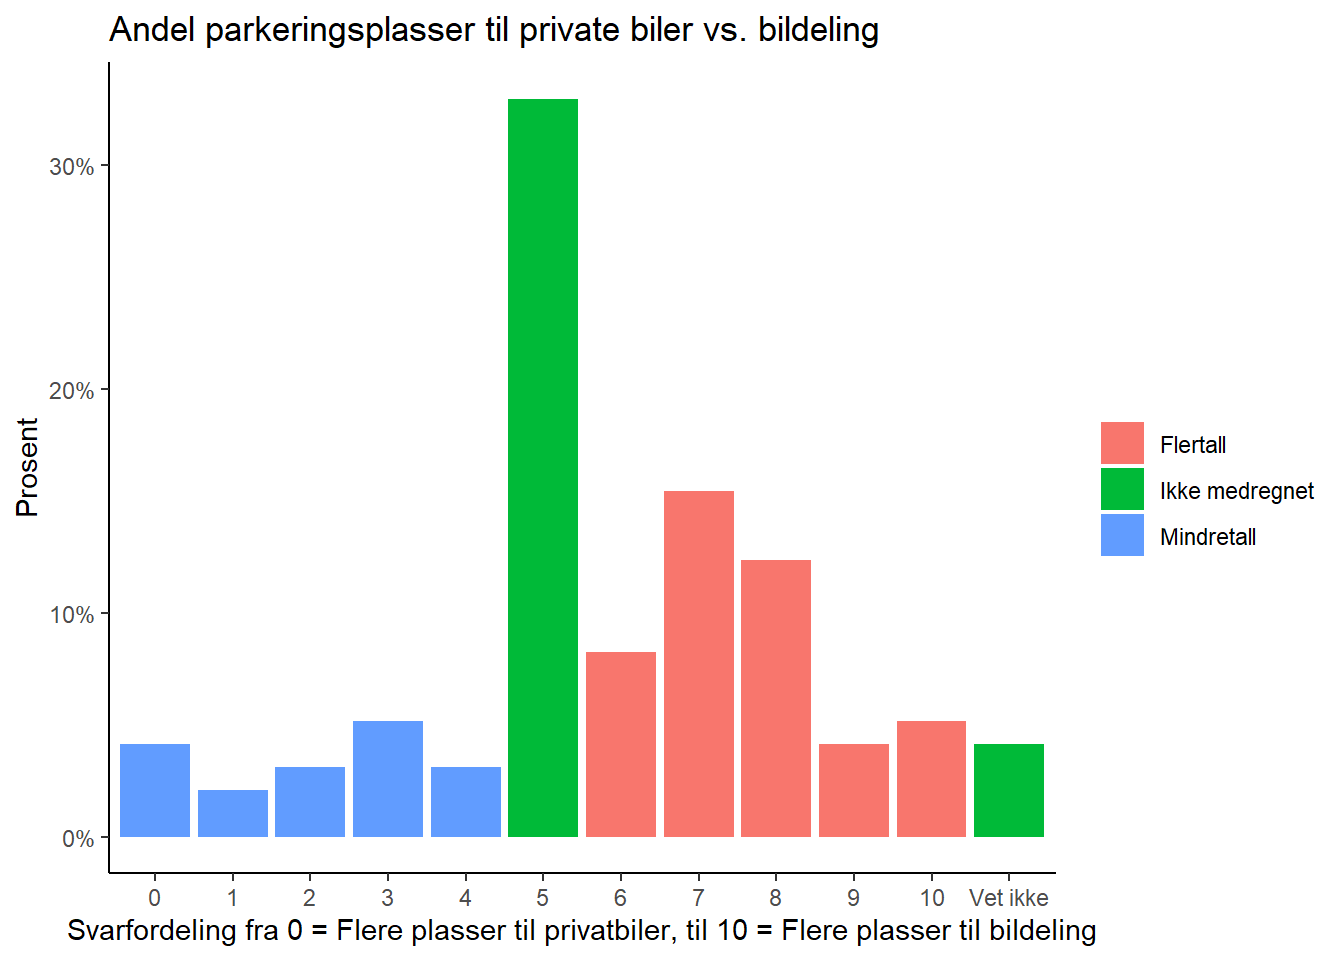 Andel parkeringsplasser til private biler vs. bildeling
Prosent
30%
20%
10%
0%
0 1 2 3 4 5 6 7 8 9 10 Vet ikke
Svarfordeling fra 0 = Flere plasser til privatbiler, til 10 = Flere plasser til bildeling
Flertall
Ikke medregnet
Mindretall